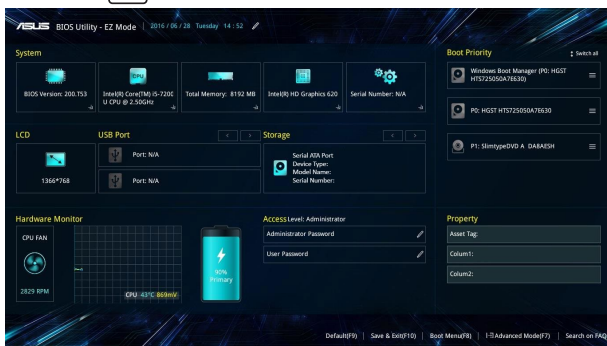 ASUS BIOS Utility - EZ Mode 2016 / 06 / 28 Tuesday 14 : 52
System
BIOS Version: 200.T53
CPU
Intel(R) Core(TM) i5-7200
U CPU @ 2.50GHz
Total Memory: 8192 MB
Intel(R) HD Graphics 620
Serial Number: N/A
Boot Priority
Switch all
Windows Boot Manager (P0: HGST
HTS725050A7E630)
P0: HGST HTS725050A7E630
P1: SlimtypeDVD A DA8AESH
LCD
1366*768
USB Port
Port: N/A
Port: N/A
Storage
Serial ATA Port
Device Type:
Model Name:
Serial Number:
Hardware Monitor
CPU FAN
2829 RPM
CPU 43°C 869mV
90%
Primary
Access Level: Administrator
Administrator Password
User Password
Property
Asset Tag:
Colum1:
Colum2:
Default(F9) Save & Exit(F10) Boot Menu(F8) Advanced Mode(F7) Search on FAQ